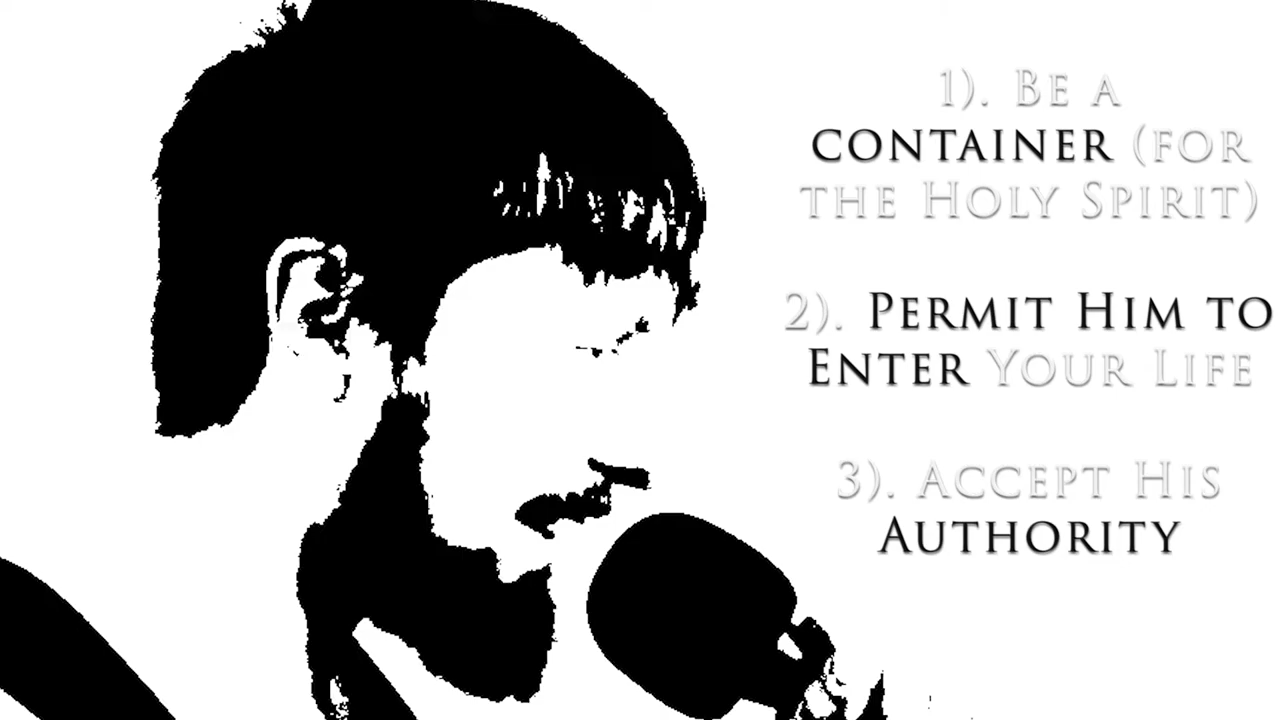 1). Be a
container (for
the Holy Spirit)
2). Permit Him to
Enter Your Life
3). Accept His
Authority